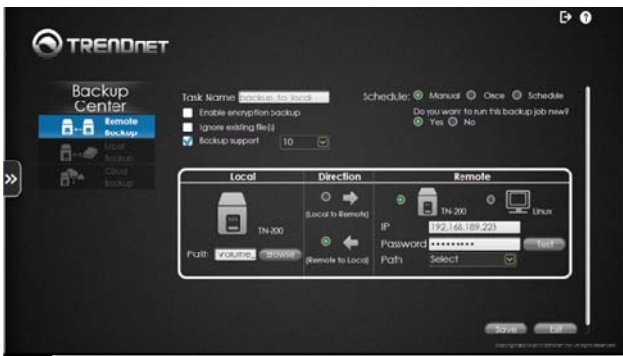 TRENDNET
Backup Center
Remote Backup
Local Backup
Cloud Backup
Task Name backup_to_local
Enable encryption backup
Ignore existing file(s)
Backup support 10
Schedule: Manual Once Schedule
Do you want to run this backup job now?
Yes No
Local Direction Remote
TN-200
Path volume_ Browse
(Local to Remote)
(Remote to Local)
TN-200 Linux
IP 192.168.189.223
Password ••••••••• Test
Path Select
Save Exit